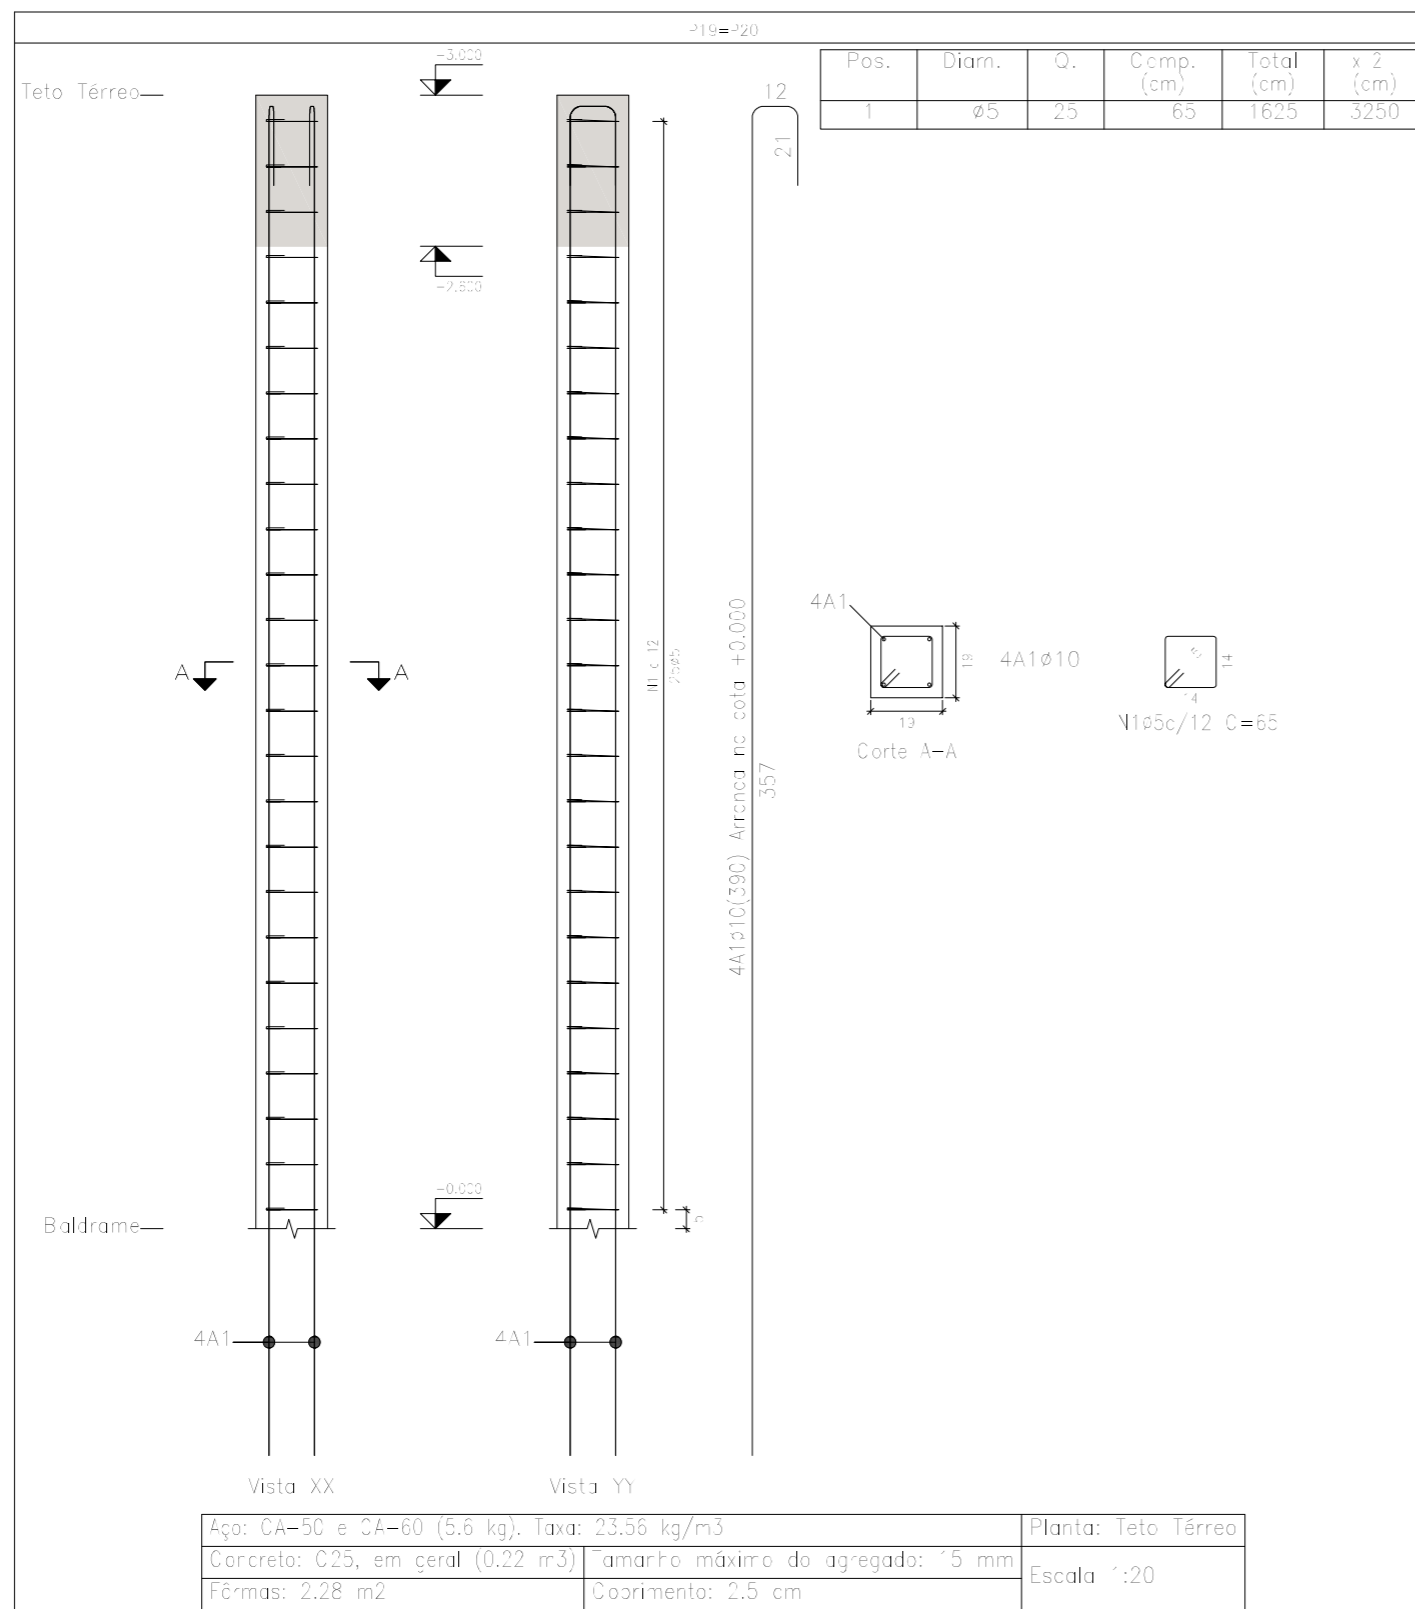 P19=P20
Pos. Diam. Q. Comp. (cm) Total (cm) x 2 (cm)
1 ø5 25 65 1625 3250
Teto Térreo
+3.000
12
21
+2.600
A A
N1 c 12
25ø5
4A1ø10(390) Arranca na cota +0.000
357
4A1
19
19
4A1ø10
Corte A-A
N1
14
14
N1ø5c/12 C=65
+0.000
5
Baldrame
4A1
4A1
Vista XX
Vista YY
Aço: CA-50 e CA-60 (5.6 kg). Taxa: 23.56 kg/m3
Planta: Teto Térreo
Concreto: C25, em geral (0.22 m3)
Tamanho máximo do agregado: 15 mm
Escala 1:20
Fôrmas: 2.28 m2
Cobrimento: 2.5 cm